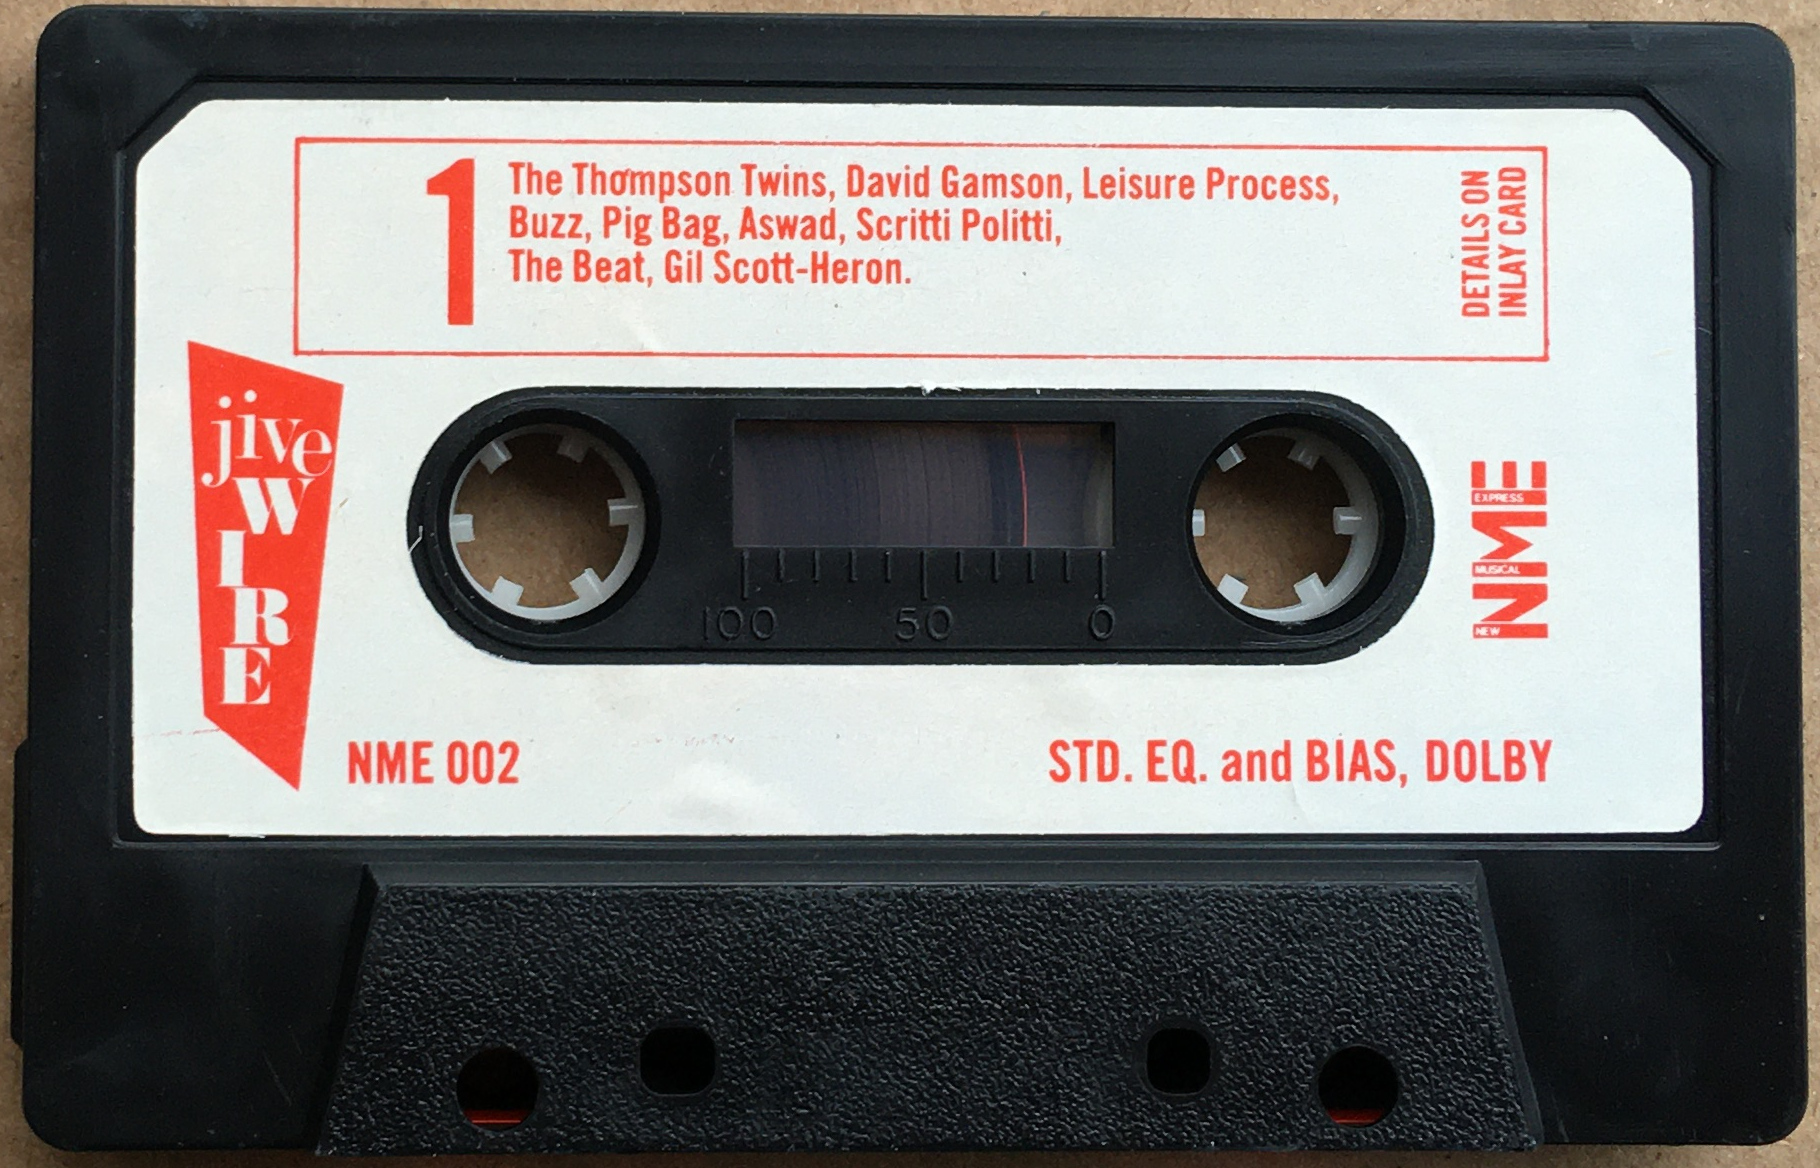 1
The Thompson Twins, David Gamson, Leisure Process,
Buzz, Pig Bag, Aswad, Scritti Politti,
The Beat, Gil Scott-Heron.
DETAILS ON
INLAY CARD
jive
W
I
R
E
100 50 0
NME
NEW MUSICAL EXPRESS
NME 002
STD. EQ. and BIAS, DOLBY